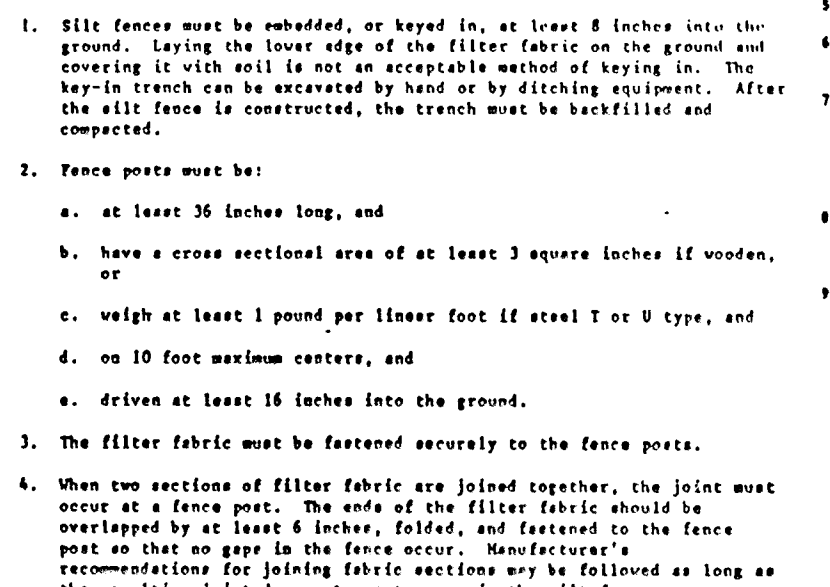 1. Silt fences must be embedded, or keyed in, at least 8 inches into the
ground. Laying the lower edge of the filter fabric on the ground and
covering it with soil is not an acceptable method of keying in. The
key-in trench can be excavated by hand or by ditching equipment. After
the silt fence is constructed, the trench must be backfilled and
compacted.
2. Fence posts must be:
a. at least 36 inches long, and
b. have a cross sectional area of at least 3 square inches if wooden,
or
c. weigh at least 1 pound per linear foot if steel T or U type, and
d. on 10 foot maximum centers, and
e. driven at least 16 inches into the ground.
3. The filter fabric must be fastened securely to the fence posts.
4. When two sections of filter fabric are joined together, the joint must
occur at a fence post. The ends of the filter fabric should be
overlapped by at least 6 inches, folded, and fastened to the fence
post so that no gaps in the fence occur. Manufacturer's
recommendations for joining fabric sections may be followed as long as
5
6
7
8
9